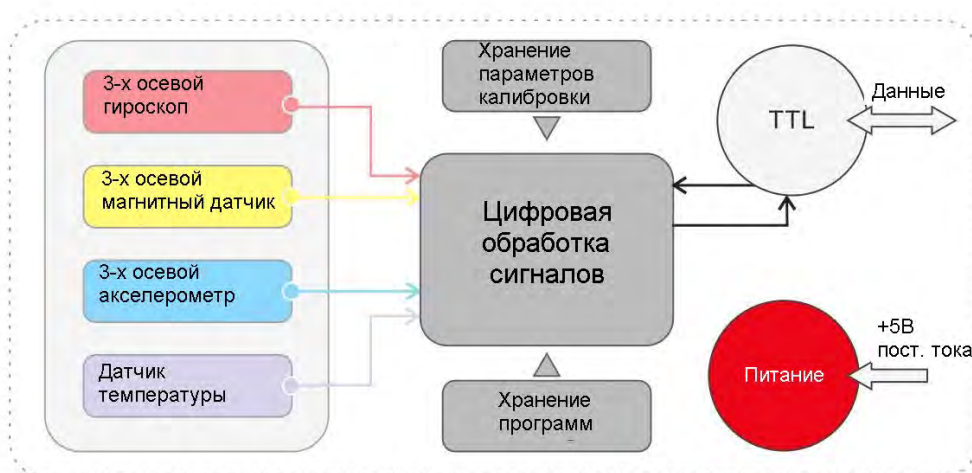 3-х осевой
гироскоп
3-х осевой
магнитный датчик
3-х осевой
акселерометр
Датчик
температуры
Хранение
параметров
калибровки
Цифровая
обработка
сигналов
Хранение
программ
TTL
Данные
+5В
пост. тока
Питание